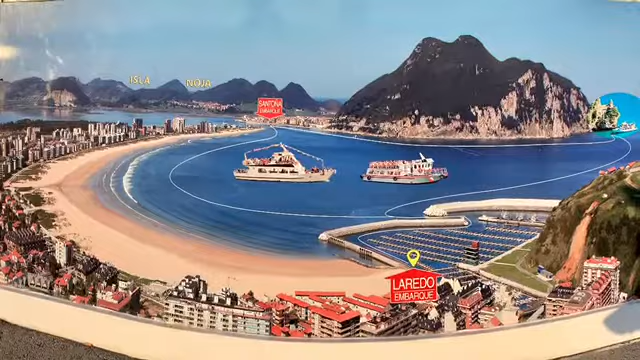 ISLA
NOJA
SANTOÑA
EMBARQUE
LAREDO
EMBARQUE